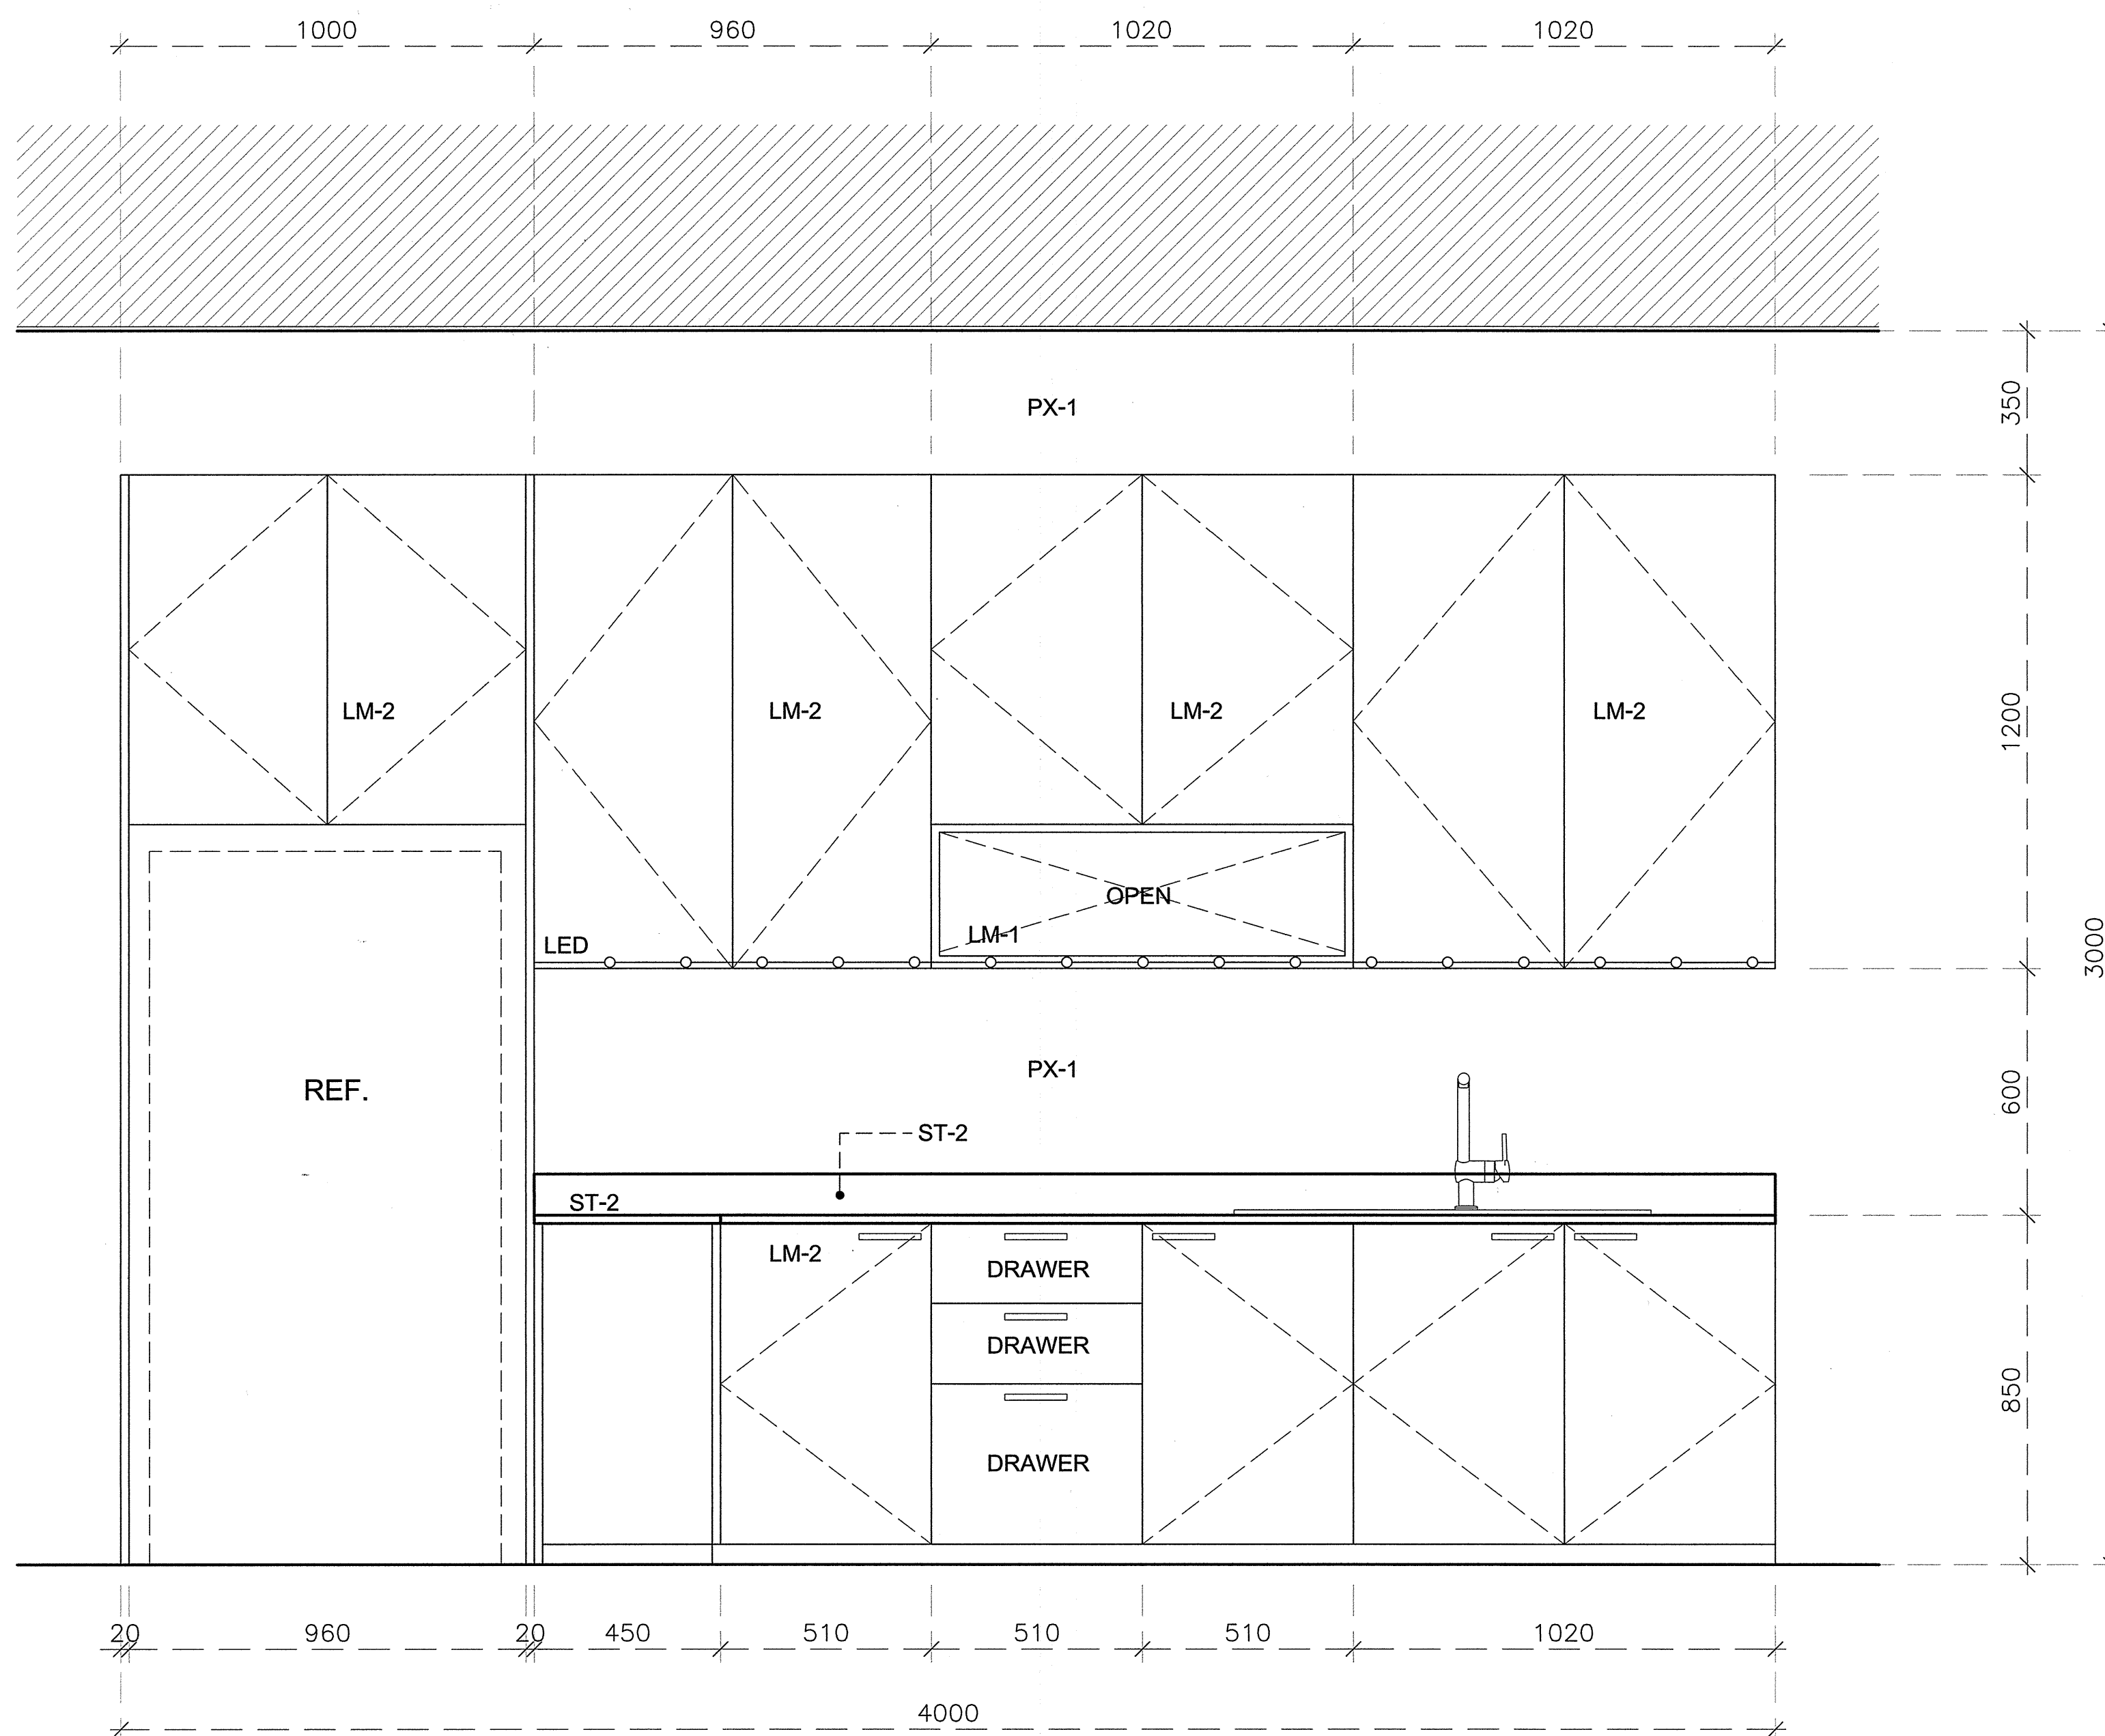 1000 960 1020 1020
PX-1
350
LM-2 LM-2 LM-2 LM-2
1200
OPEN
LM-1
LED
3000
PX-1
REF.
600
ST-2
ST-2
LM-2
DRAWER
DRAWER
850
DRAWER
20 960 20 450 510 510 510 1020
4000